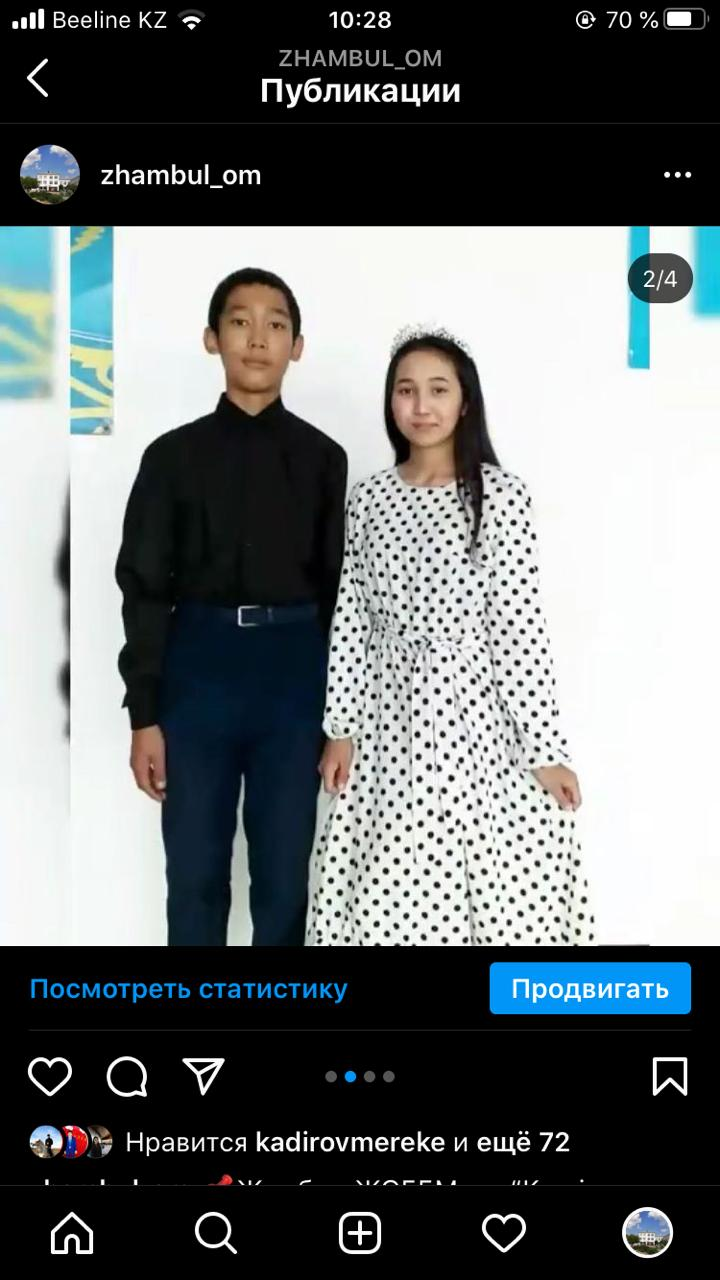 Beeline KZ 10:28 70 %
ZHAMBUL_OM
Публикации
zhambul_om
2/4
Посмотреть статистику Продвигать
Нравится kadirovmereke и ещё 72